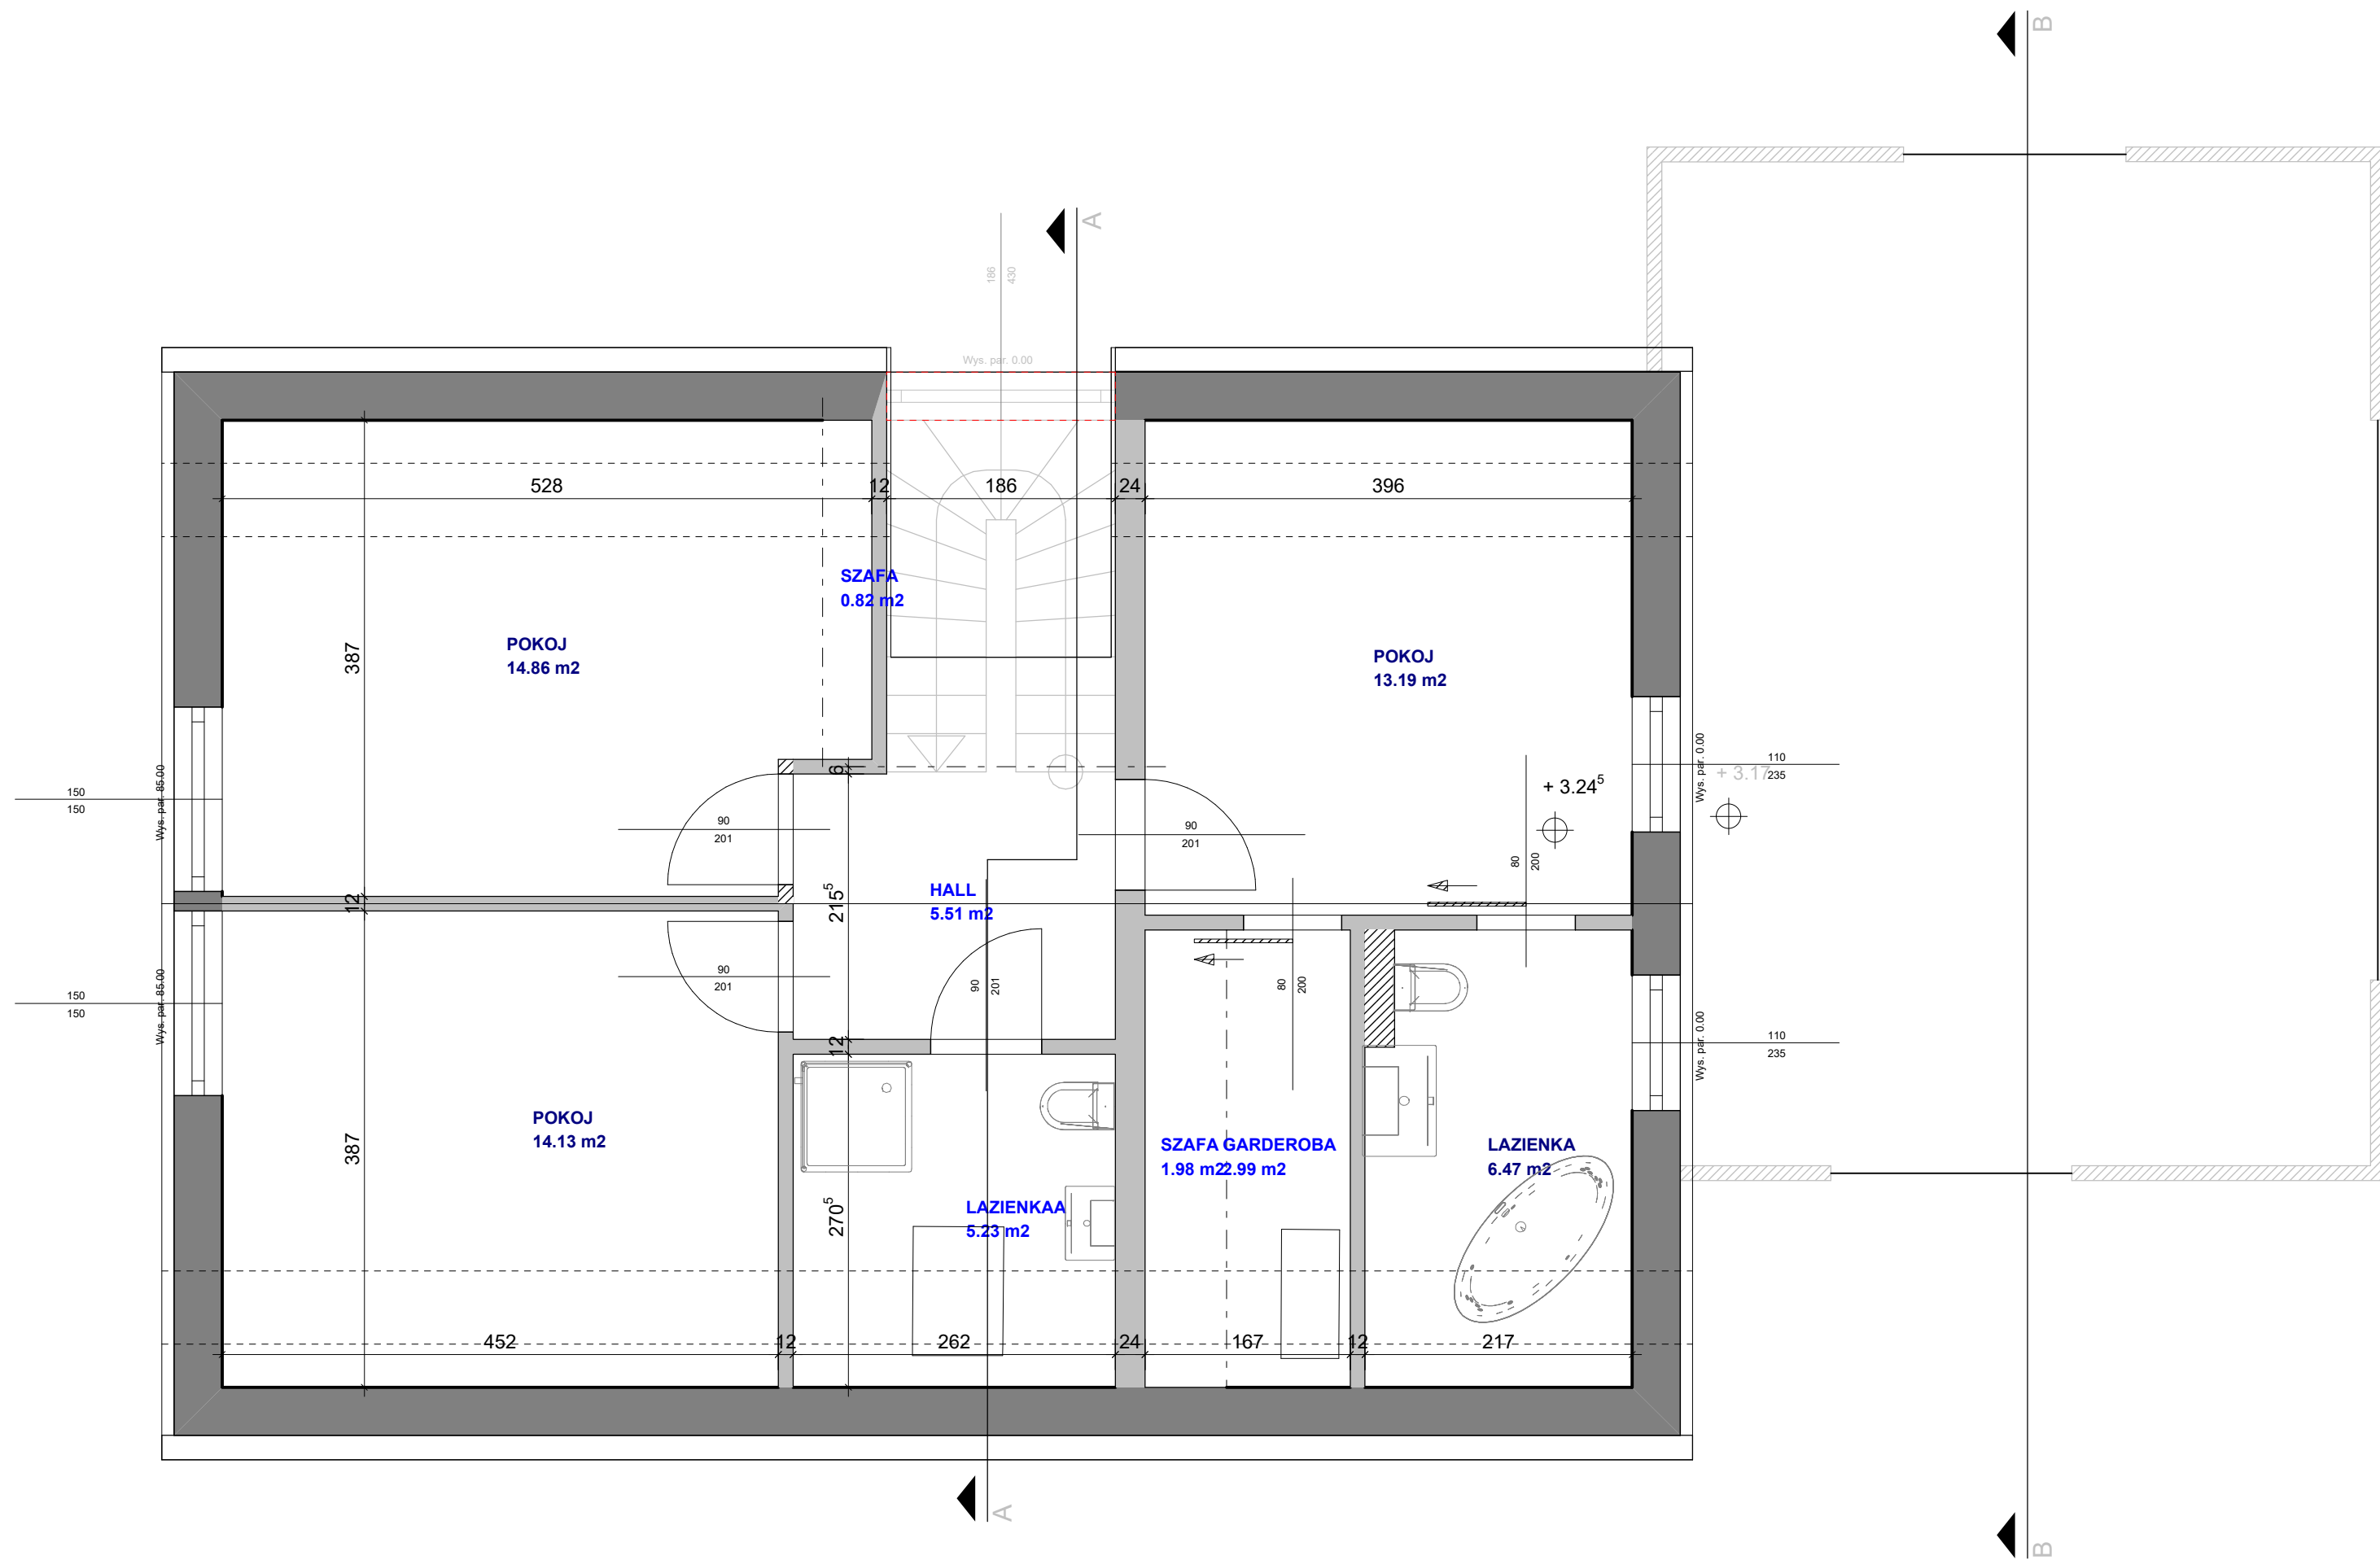 B
A
186
430
Wys. par. 0.00
528
12
186
24
396
SZAFA
0.82 m2
POKOJ
14.86 m2
387
POKOJ
13.19 m2
Wys. par. 85.00
150
150
6
90
201
90
201
+ 3.24⁵
80
200
Wys. par. 0.00
+ 3.17
110
235
12
215⁵
HALL
5.51 m2
Wys. par. 85.00
150
150
90
201
90
201
80
200
Wys. par. 0.00
110
235
12
POKOJ
14.13 m2
387
270⁵
LAZIENKAA
5.23 m2
SZAFA GARDEROBA
1.98 m2 2.99 m2
LAZIENKA
6.47 m2
452
12
262
24
167
12
217
A
B